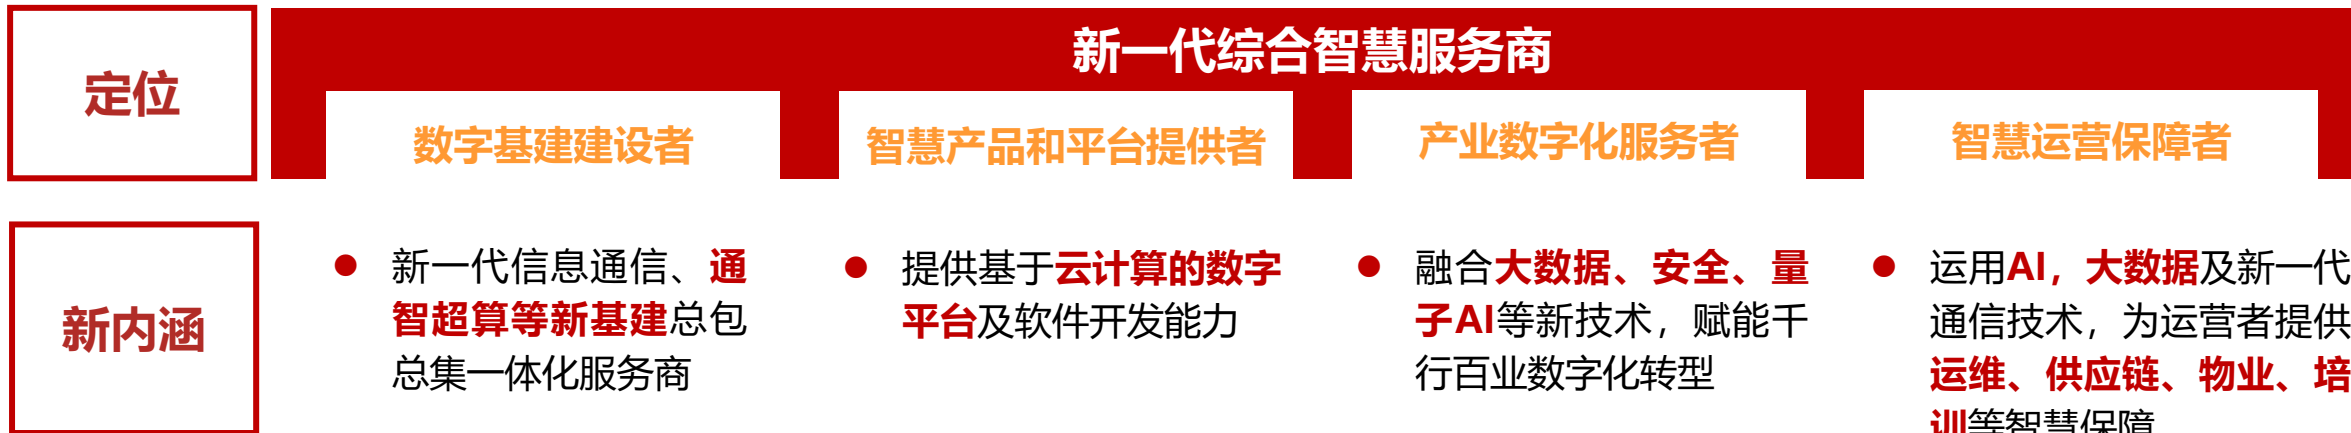 定位
新一代综合智慧服务商
数字基建建设者
智慧产品和平台提供者
产业数字化服务者
智慧运营保障者
新内涵
● 新一代信息通信、通
智超算等新基建总包
总集一体化服务商
● 提供基于云计算的数字
平台及软件开发能力
● 融合大数据、安全、量
子AI等新技术，赋能千
行百业数字化转型
● 运用AI，大数据及新一代
通信技术，为运营者提供
运维、供应链、物业、培
训等智慧保障